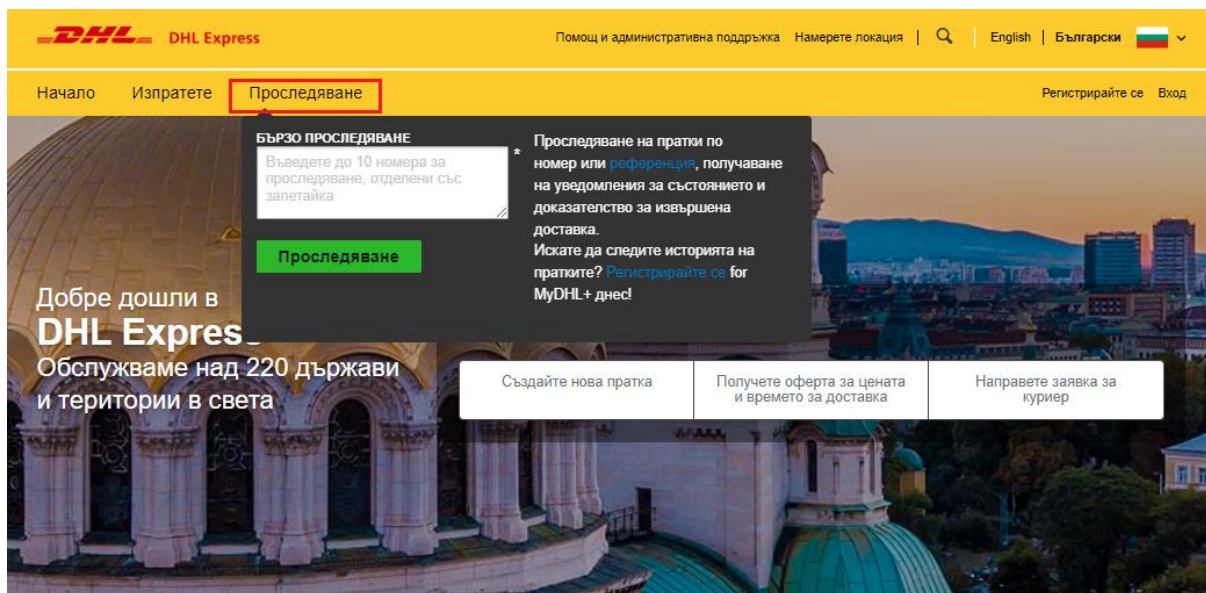 DHL DHL Express
Помощ и административна поддръжка Намерете локация | English | Български
Начало Изпратете Проследяване
Регистрирайте се Вход
БЪРЗО ПРОСЛЕДЯВАНЕ
Въведете до 10 номера за
проследяване, отделени със
запетайка
*
Проследяване
Проследяване на пратки по
номер или референция, получаване
на уведомления за състоянието и
доказателство за извършена
доставка.
Искате да следите историята на
пратките? Регистрирайте се for
MyDHL+ днес!
Добре дошли в
DHL Express
Обслужваме над 220 държави
и територии в света
Създайте нова пратка
Получете оферта за цената
и времето за доставка
Направете заявка за
куриер